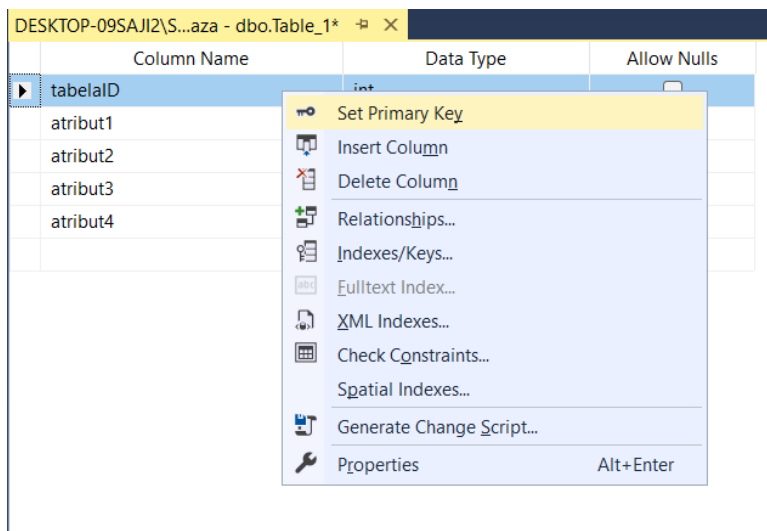 DESKTOP-09SAJI2\S...aza - dbo.Table_1*
Column Name Data Type Allow Nulls
tabelaID int
atribut1
atribut2
atribut3
atribut4
Set Primary Key
Insert Column
Delete Column
Relationships...
Indexes/Keys...
abc Fulltext Index...
XML Indexes...
Check Constraints...
Spatial Indexes...
Generate Change Script...
Properties Alt+Enter